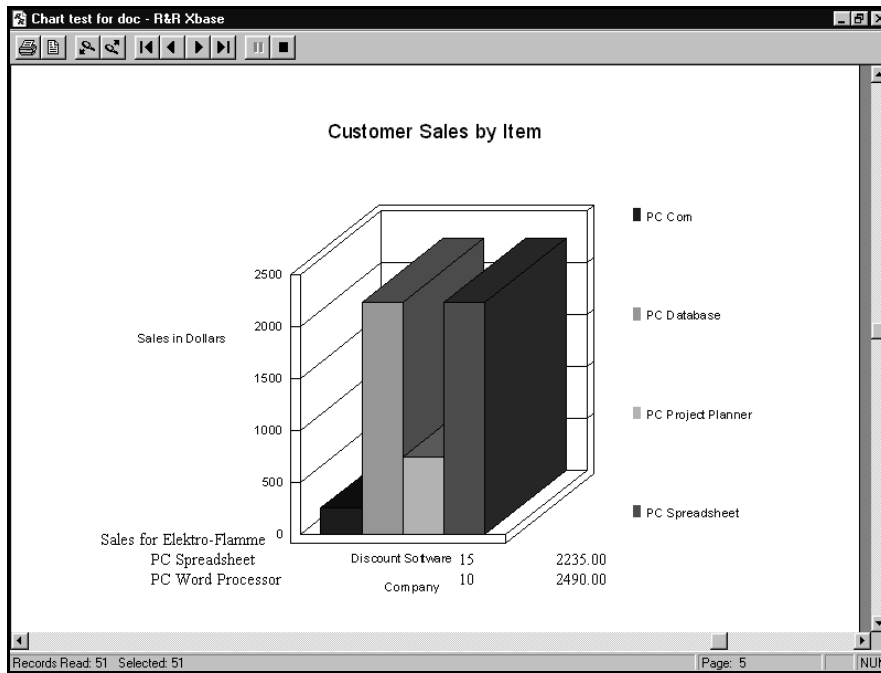 Chart test for doc - R&R Xbase
Customer Sales by Item
PC Com
2500
PC Database
2000
Sales in Dollars
1500
PC Project Planner
1000
500
PC Spreadsheet
0
Sales for Elektro-Flamme
PC Spreadsheet Discount Software 15 2235.00
PC Word Processor 10 2490.00
Company
Records Read: 51 Selected: 51 Page: 5 NUM